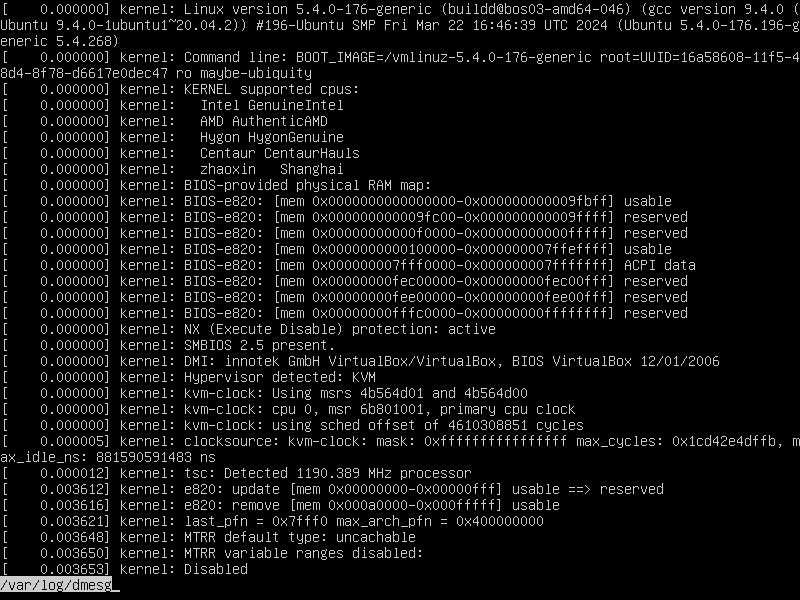 [    0.000000] kernel: Linux version 5.4.0-176-generic (buildd@bos03-amd64-046) (gcc version 9.4.0 (
Ubuntu 9.4.0-1ubuntu1~20.04.2)) #196-Ubuntu SMP Fri Mar 22 16:46:39 UTC 2024 (Ubuntu 5.4.0-176.196-g
eneric 5.4.268)
[    0.000000] kernel: Command line: BOOT_IMAGE=/vmlinuz-5.4.0-176-generic root=UUID=16a58608-11f5-4
8d4-8f78-d6617e0dec47 ro maybe-ubiquity
[    0.000000] kernel: KERNEL supported cpus:
[    0.000000] kernel:   Intel GenuineIntel
[    0.000000] kernel:   AMD AuthenticAMD
[    0.000000] kernel:   Hygon HygonGenuine
[    0.000000] kernel:   Centaur CentaurHauls
[    0.000000] kernel:   zhaoxin   Shanghai
[    0.000000] kernel: BIOS-provided physical RAM map:
[    0.000000] kernel: BIOS-e820: [mem 0x0000000000000000-0x000000000009fbff] usable
[    0.000000] kernel: BIOS-e820: [mem 0x000000000009fc00-0x000000000009ffff] reserved
[    0.000000] kernel: BIOS-e820: [mem 0x00000000000f0000-0x00000000000fffff] reserved
[    0.000000] kernel: BIOS-e820: [mem 0x0000000000100000-0x000000007ffeffff] usable
[    0.000000] kernel: BIOS-e820: [mem 0x000000007fff0000-0x000000007fffffff] ACPI data
[    0.000000] kernel: BIOS-e820: [mem 0x00000000fec00000-0x00000000fec00fff] reserved
[    0.000000] kernel: BIOS-e820: [mem 0x00000000fee00000-0x00000000fee00fff] reserved
[    0.000000] kernel: BIOS-e820: [mem 0x00000000fffc0000-0x00000000ffffffff] reserved
[    0.000000] kernel: NX (Execute Disable) protection: active
[    0.000000] kernel: SMBIOS 2.5 present.
[    0.000000] kernel: DMI: innotek GmbH VirtualBox/VirtualBox, BIOS VirtualBox 12/01/2006
[    0.000000] kernel: Hypervisor detected: KVM
[    0.000000] kernel: kvm-clock: Using msrs 4b564d01 and 4b564d00
[    0.000000] kernel: kvm-clock: cpu 0, msr 6b801001, primary cpu clock
[    0.000000] kernel: kvm-clock: using sched offset of 4610308851 cycles
[    0.000005] kernel: clocksource: kvm-clock: mask: 0xffffffffffffffff max_cycles: 0x1cd42e4dffb, m
ax_idle_ns: 881590591483 ns
[    0.000012] kernel: tsc: Detected 1190.389 MHz processor
[    0.003612] kernel: e820: update [mem 0x00000000-0x00000fff] usable ==> reserved
[    0.003616] kernel: e820: remove [mem 0x000a0000-0x000fffff] usable
[    0.003621] kernel: last_pfn = 0x7fff0 max_arch_pfn = 0x400000000
[    0.003648] kernel: MTRR default type: uncachable
[    0.003650] kernel: MTRR variable ranges disabled:
[    0.003653] kernel: Disabled
/var/log/dmesg